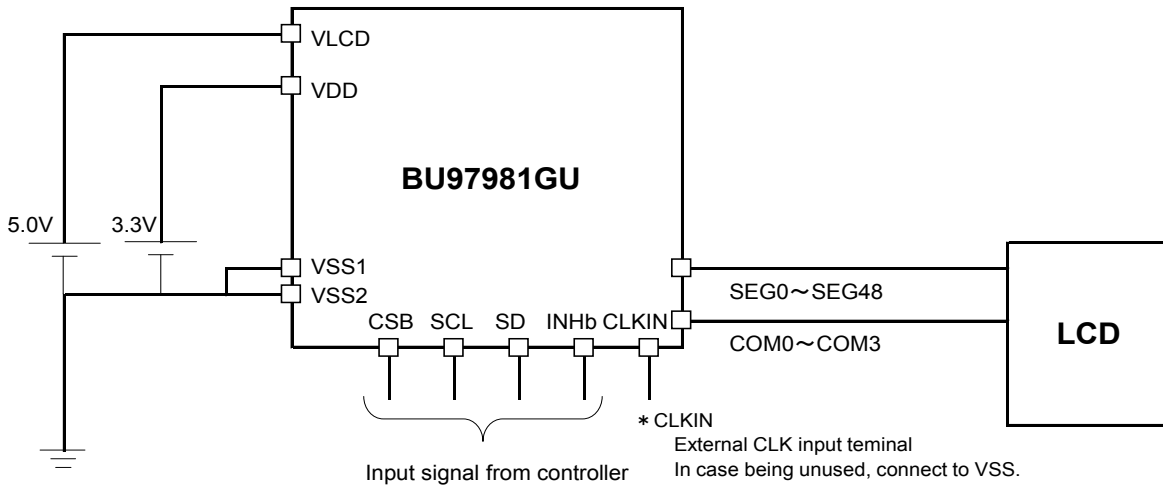 VLCD
VDD
BU97981GU
5.0V 3.3V
VSS1
VSS2
SEG0～SEG48
CSB SCL SD INHb CLKIN
COM0～COM3
LCD
＊CLKIN
External CLK input teminal
In case being unused, connect to VSS.
Input signal from controller